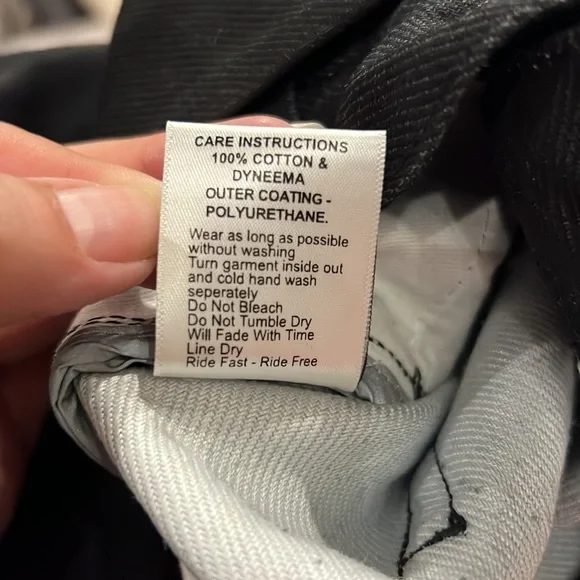 CARE INSTRUCTIONS
100% COTTON &
DYNEEMA
OUTER COATING -
POLYURETHANE.
Wear as long as possible
without washing
Turn garment inside out
and cold hand wash
seperately
Do Not Bleach
Do Not Tumble Dry
Will Fade With Time
Line Dry
Ride Fast - Ride Free